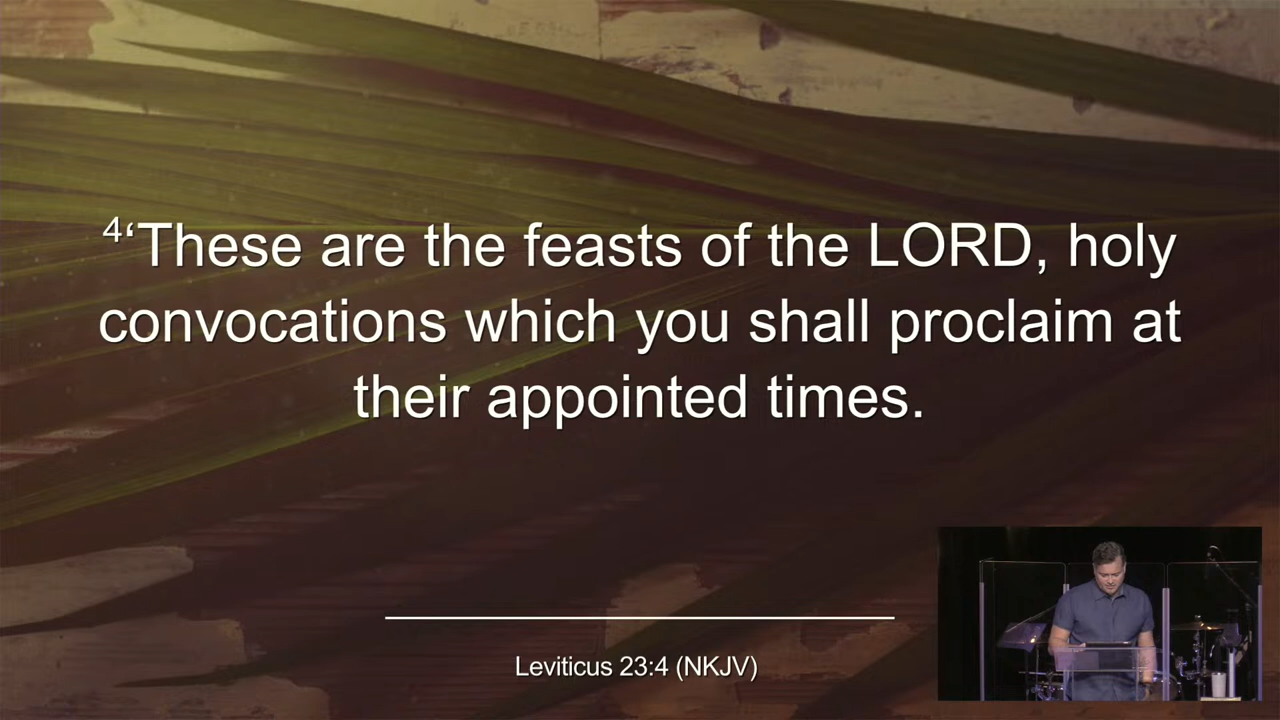 4‘These are the feasts of the LORD, holy
convocations which you shall proclaim at
their appointed times.
Leviticus 23:4 (NKJV)